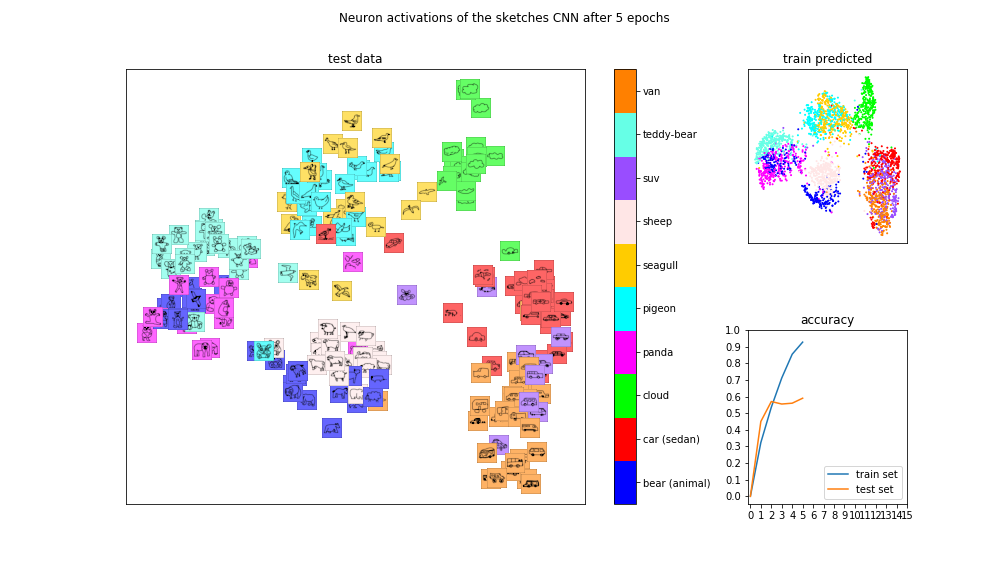 Neuron activations of the sketches CNN after 5 epochs
test data
van
teddy-bear
suv
sheep
seagull
pigeon
panda
cloud
car (sedan)
bear (animal)
train predicted
accuracy
1.0
0.9
0.8
0.7
0.6
0.5
0.4
0.3
0.2
0.1
0.0
train set
test set
0 1 2 3 4 5 6 7 8 9 10 11 12 13 14 15